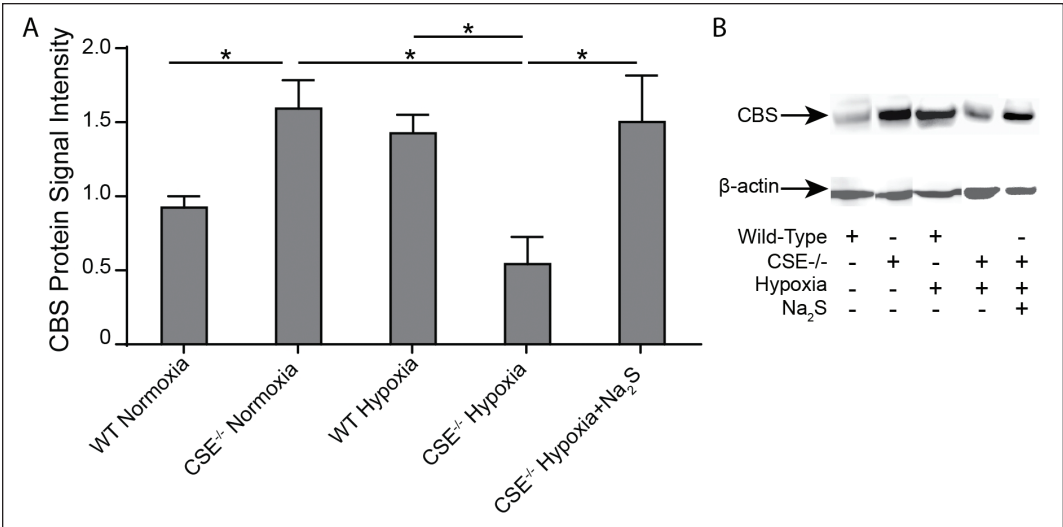 A
CBS Protein Signal Intensity
2.0
1.5
1.0
0.5
0
* * * *
WT Normoxia
CSE-/- Normoxia
WT Hypoxia
CSE-/- Hypoxia
CSE-/- Hypoxia+Na2S
B
CBS
β-actin
Wild-Type + - + -
CSE-/- - + - + +
Hypoxia - - + + +
Na2S - - - - +